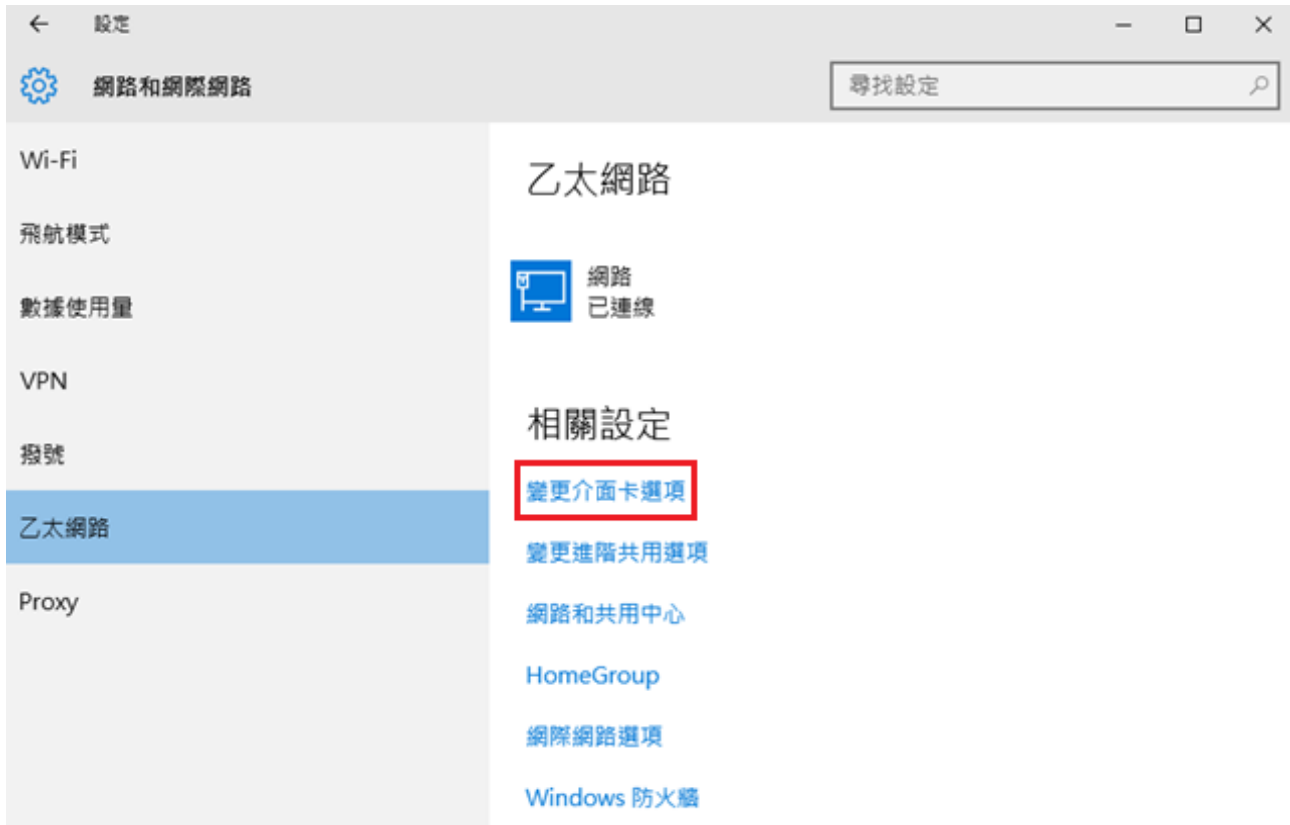 設定
網路和網際網路
尋找設定
Wi-Fi
飛航模式
數據使用量
VPN
撥號
乙太網路
Proxy
乙太網路
網路
已連線
相關設定
變更介面卡選項
變更進階共用選項
網路和共用中心
HomeGroup
網際網路選項
Windows 防火牆